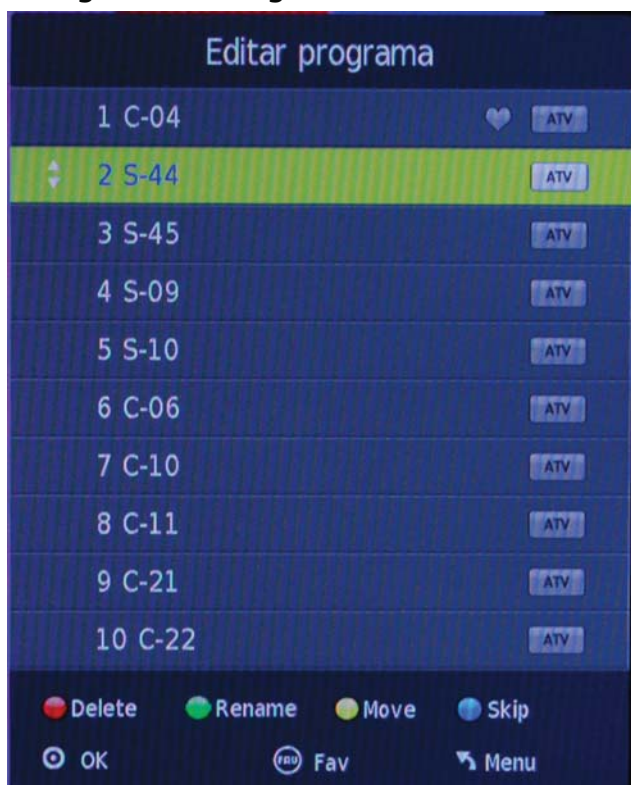 Editar programa
1 C-04 ATV
2 S-44 ATV
3 S-45 ATV
4 S-09 ATV
5 S-10 ATV
6 C-06 ATV
7 C-10 ATV
8 C-11 ATV
9 C-21 ATV
10 C-22 ATV
Delete Rename Move Skip
OK FAV Fav Menu